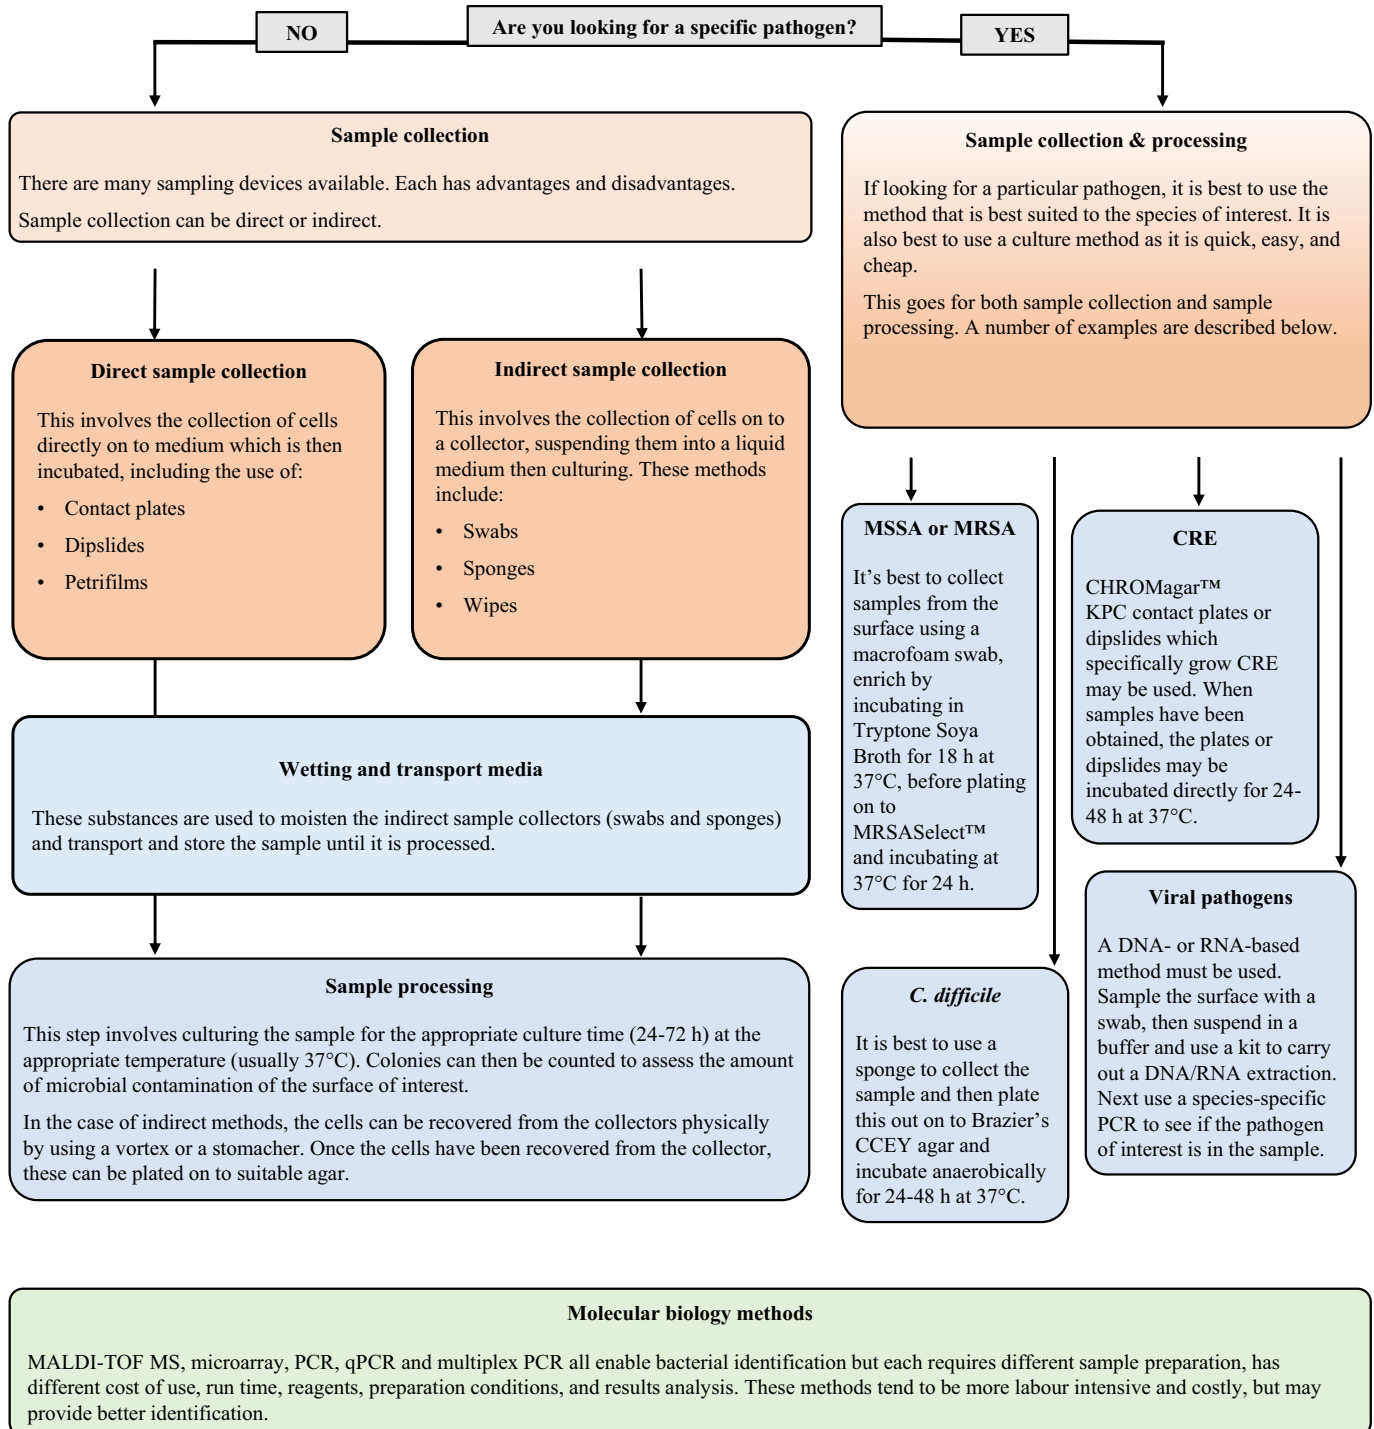 Are you looking for a specific pathogen?
NO
YES
Sample collection
There are many sampling devices available. Each has advantages and disadvantages.
Sample collection can be direct or indirect.
Direct sample collection
This involves the collection of cells
directly on to medium which is then
incubated, including the use of:
• Contact plates
• Dipslides
• Petrifilms
Indirect sample collection
This involves the collection of cells on to
a collector, suspending them into a liquid
medium then culturing. These methods
include:
• Swabs
• Sponges
• Wipes
Wetting and transport media
These substances are used to moisten the indirect sample collectors (swabs and sponges)
and transport and store the sample until it is processed.
Sample processing
This step involves culturing the sample for the appropriate culture time (24-72 h) at the
appropriate temperature (usually 37°C). Colonies can then be counted to assess the amount
of microbial contamination of the surface of interest.
In the case of indirect methods, the cells can be recovered from the collectors physically
by using a vortex or a stomacher. Once the cells have been recovered from the collector,
these can be plated on to suitable agar.
Sample collection & processing
If looking for a particular pathogen, it is best to use the
method that is best suited to the species of interest. It is
also best to use a culture method as it is quick, easy, and
cheap.
This goes for both sample collection and sample
processing. A number of examples are described below.
MSSA or MRSA
It's best to collect
samples from the
surface using a
macrofoam swab,
enrich by
incubating in
Tryptone Soya
Broth for 18 h at
37°C, before plating
on to
MRSASelect™
and incubating at
37°C for 24 h.
CRE
CHROMagar™
KPC contact plates or
dipslides which
specifically grow CRE
may be used. When
samples have been
obtained, the plates or
dipslides may be
incubated directly for 24-
48 h at 37°C.
C. difficile
It is best to use a
sponge to collect the
sample and then plate
this out on to Brazier's
CCEY agar and
incubate anaerobically
for 24-48 h at 37°C.
Viral pathogens
A DNA- or RNA-based
method must be used.
Sample the surface with a
swab, then suspend in a
buffer and use a kit to carry
out a DNA/RNA extraction.
Next use a species-specific
PCR to see if the pathogen
of interest is in the sample.
Molecular biology methods
MALDI-TOF MS, microarray, PCR, qPCR and multiplex PCR all enable bacterial identification but each requires different sample preparation, has
different cost of use, run time, reagents, preparation conditions, and results analysis. These methods tend to be more labour intensive and costly, but may
provide better identification.